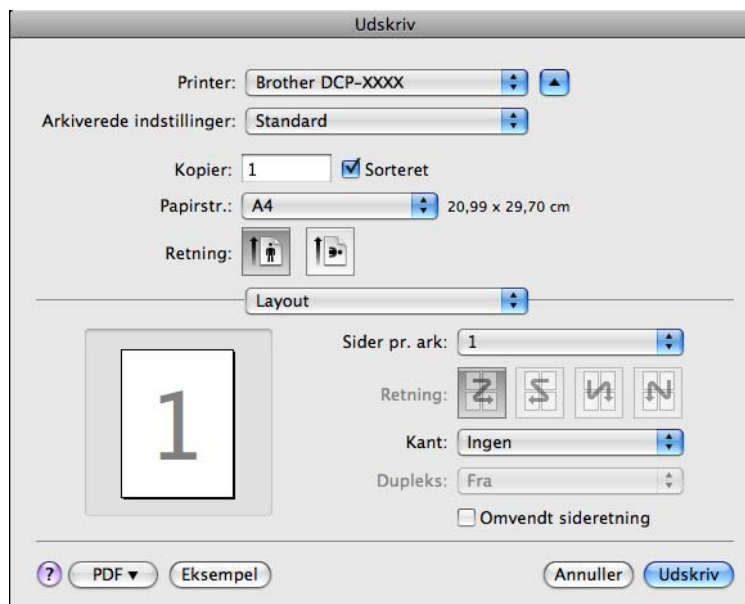 Udskriv
Printer: Brother DCP-XXXX
Arkiverede indstillinger: Standard
Kopier: 1 Sorteret
Papirstr.: A4 20,99 x 29,70 cm
Retning:
Layout
Sider pr. ark: 1
1
Retning:
Kant: Ingen
Dupleks: Fra
Omvendt sideretning
? PDF ▼ Eksempel Annuller Udskriv